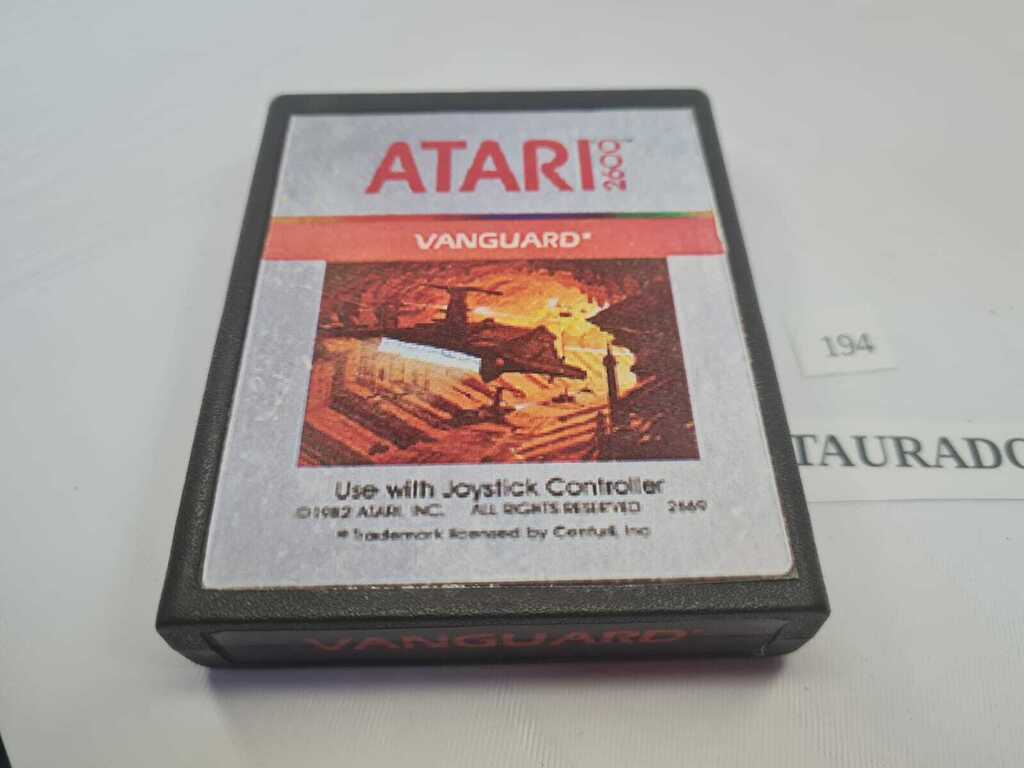 ATARI 2600™
VANGUARD*
Use with Joystick Controller
©1982 ATARI, INC. ALL RIGHTS RESERVED 2669
* Trademark licensed by Centuri, Inc
VANGUARD*
194
TAURADO